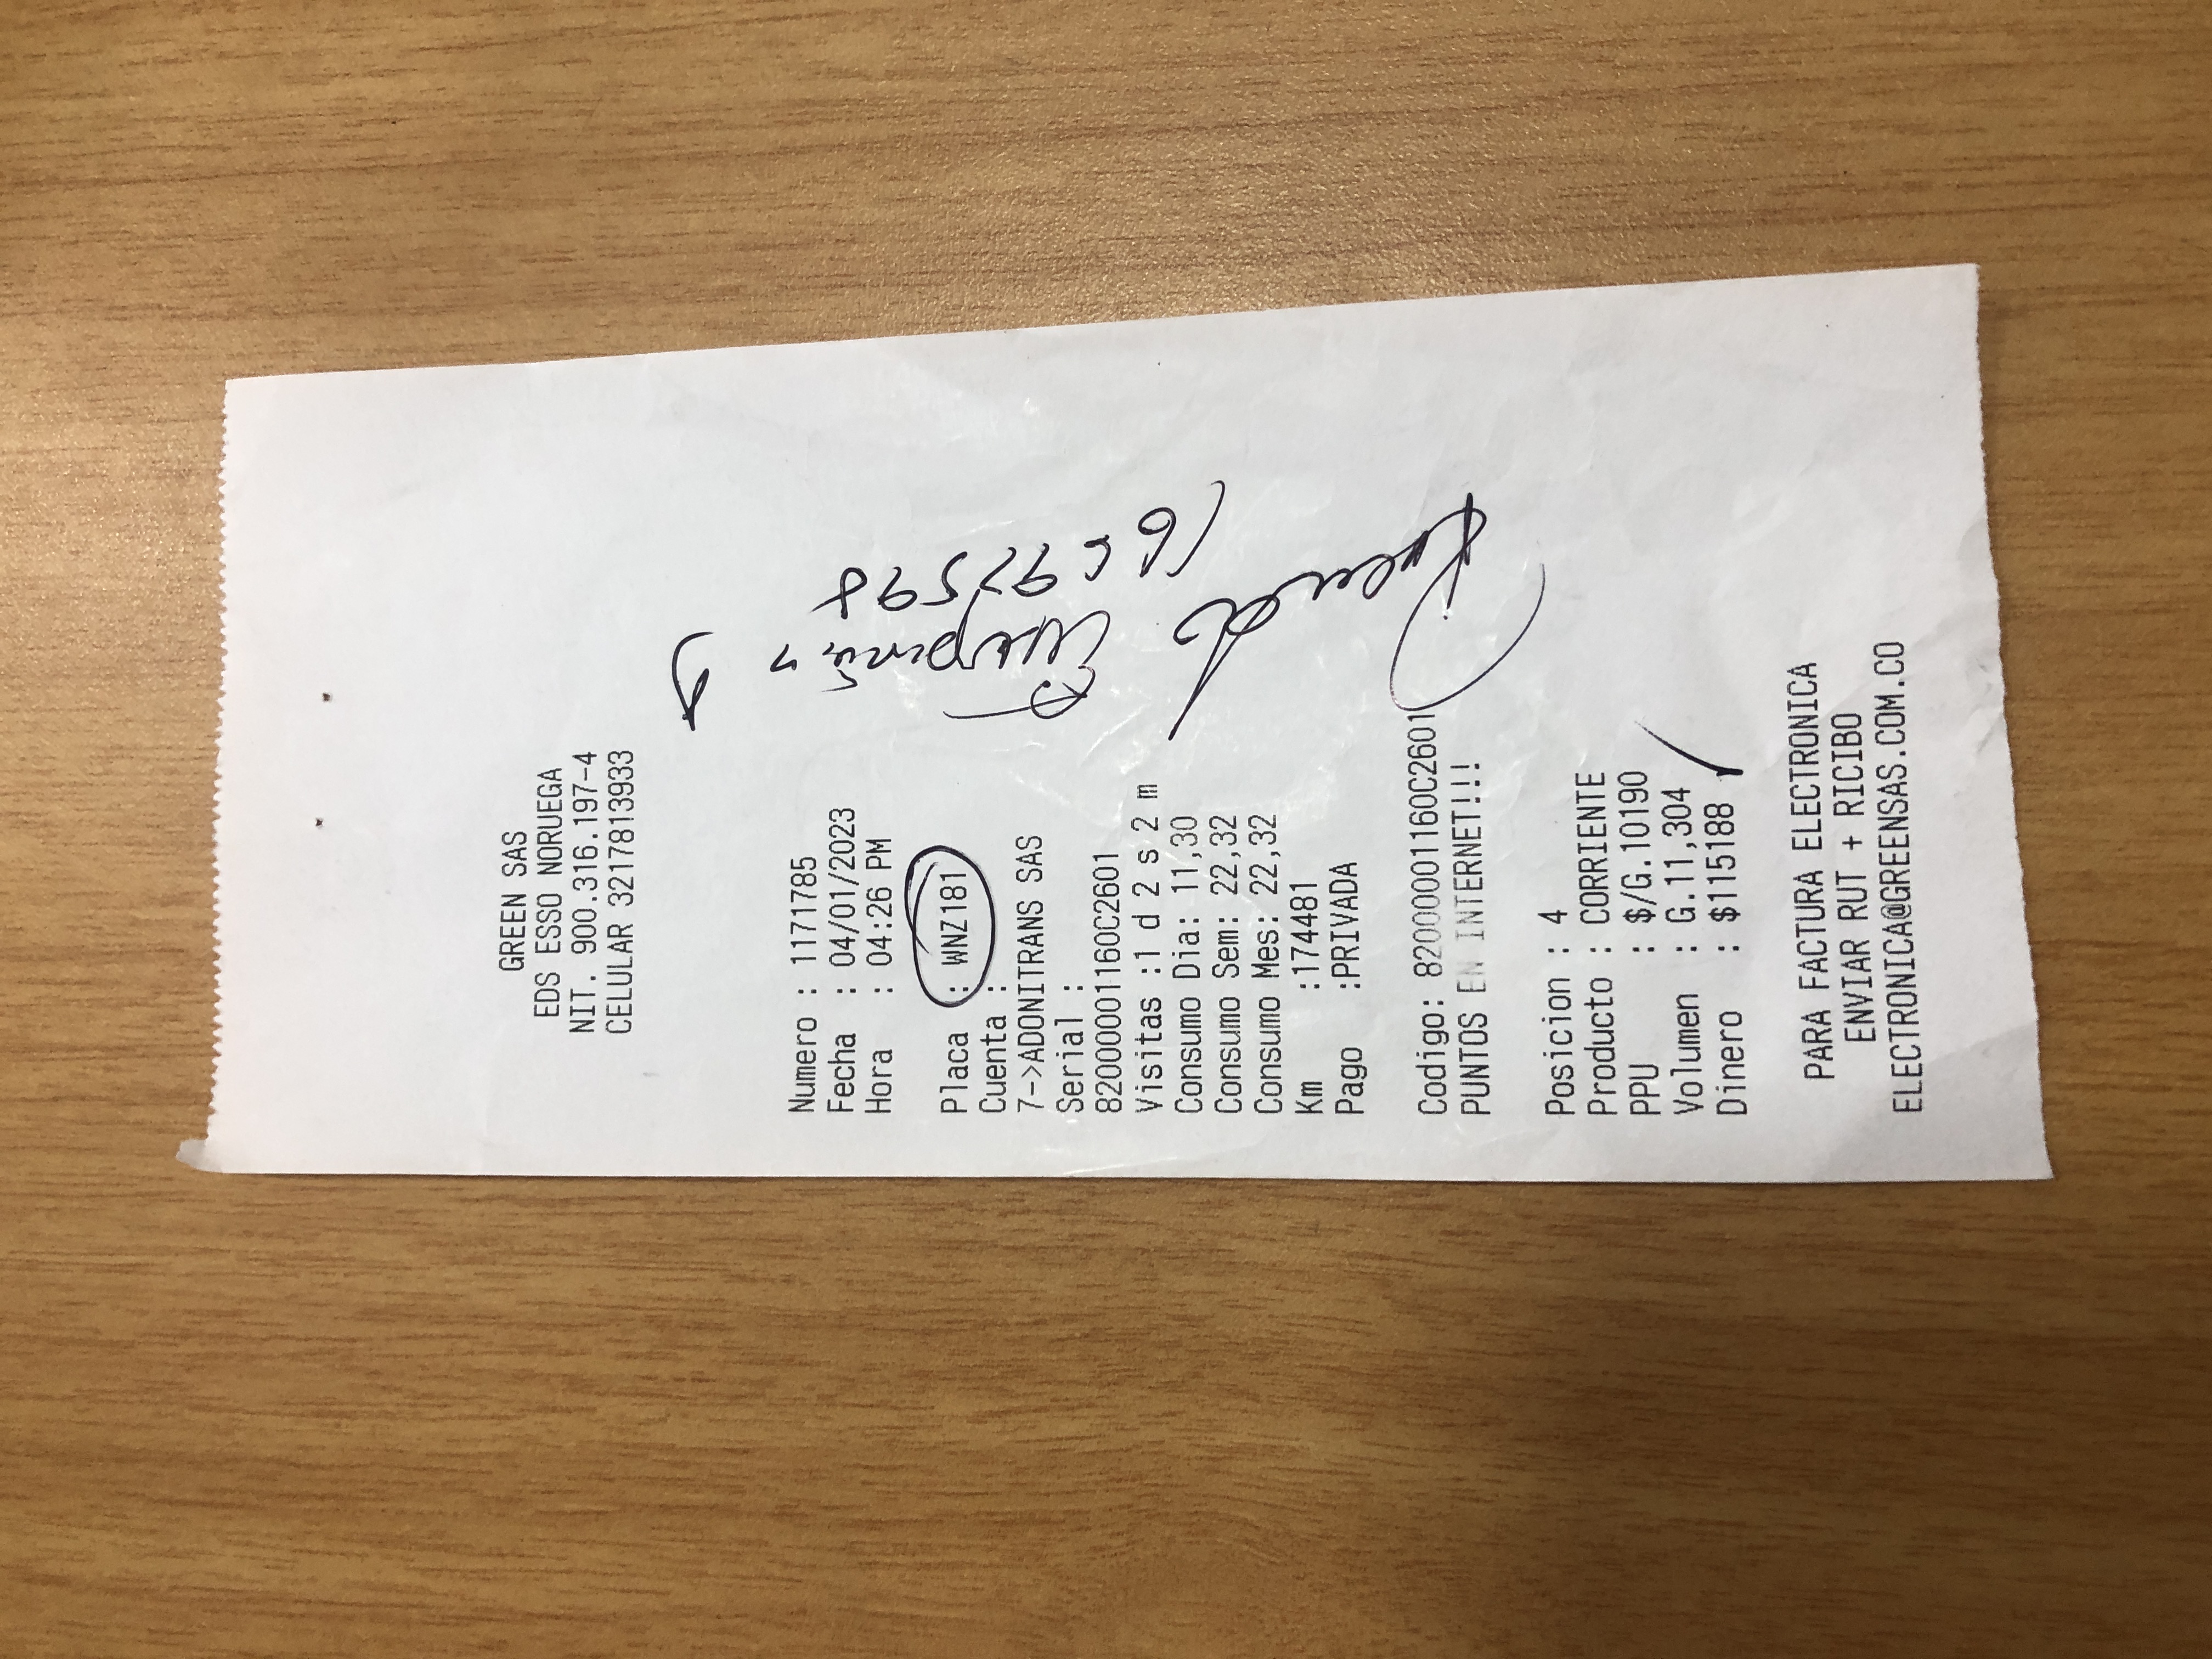 GREEN SAS
EDS ESSO NORUEGA
NIT. 900.316.197-4
CELULAR 3217813933
Numero : 1171785
Fecha : 04/01/2023
Hora : 04:26 PM
Placa : WNZ181
Cuenta :
7->ADONITRANS SAS
Serial :
82000001160C2601
Visitas :1 d 2 s 2 m
Consumo Dia: 11,30
Consumo Sem: 22,32
Consumo Mes: 22,32
Km :174481
Pago :PRIVADA
Codigo: 82000001160C2601
PUNTOS EN INTERNET!!!
Posicion : 4
Producto : CORRIENTE
PPU : $/G.10190
Volumen : G.11,304
Dinero : $115188
PARA FACTURA ELECTRONICA
ENVIAR RUT + RICIBO
ELECTRONICA@GREENSAS.COM.CO